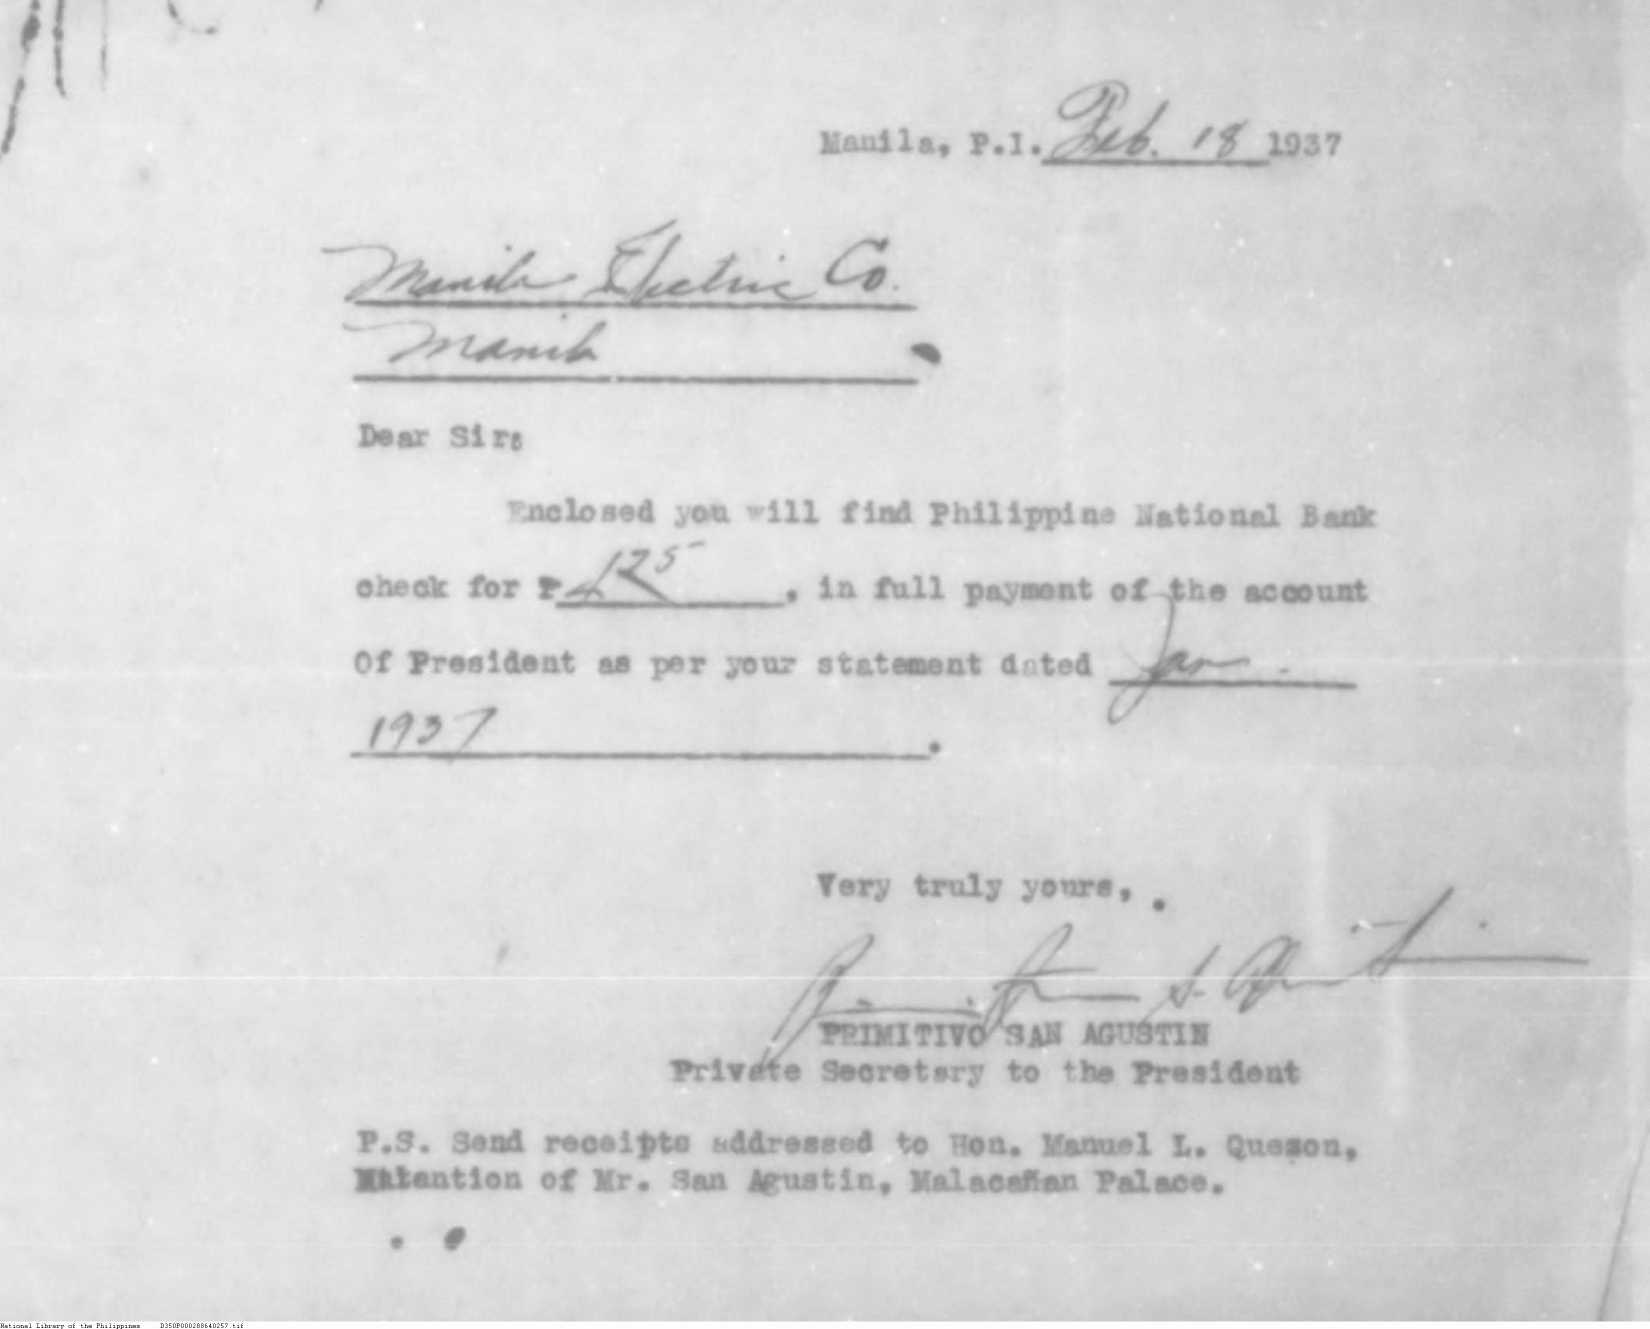 Manila, P.I. Feb. 18 1937
Manila Electric Co.
Manila
Dear Sir:
Enclosed you will find Philippine National Bank
check for ₱ 125, in full payment of the account
Of President as per your statement dated Jan.
1937.
Very truly yours,
PRIMITIVO SAN AGUSTIN
Private Secretary to the President
P.S. Send receipts addressed to Hon. Manuel L. Quezon,
Attention of Mr. San Agustin, Malacañan Palace.
National Library of the Philippines D350P000288640257.tif